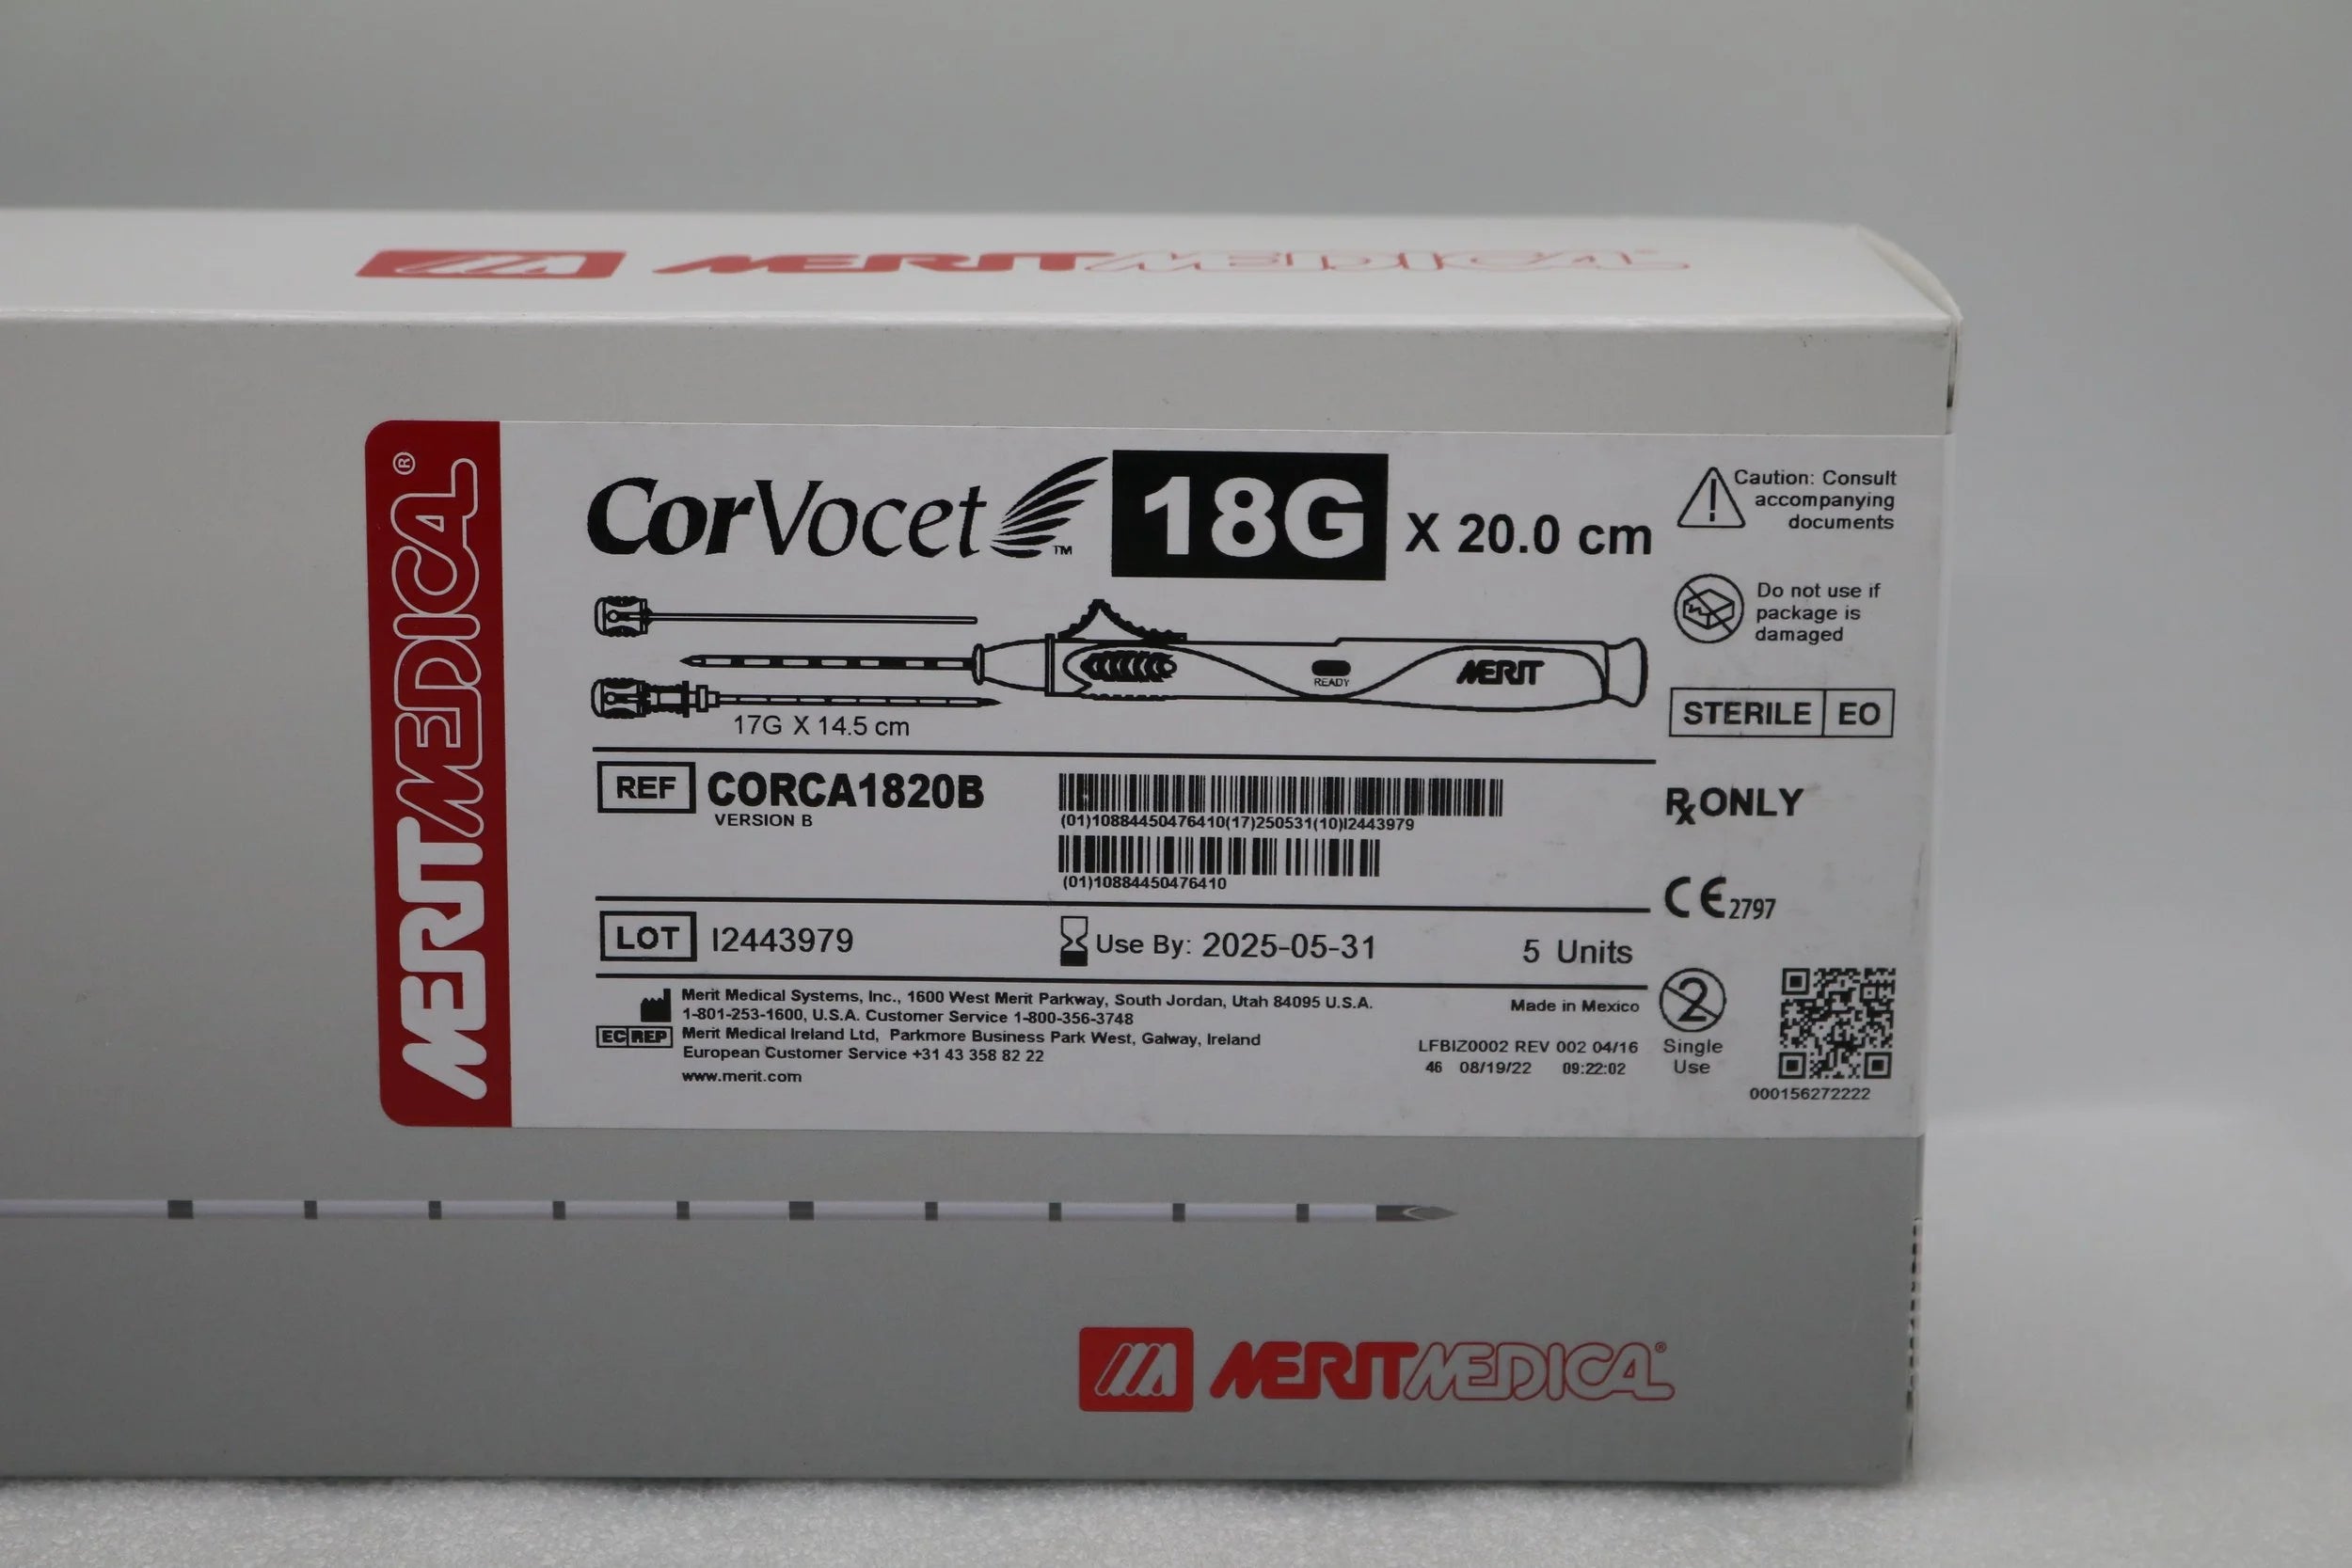 MERITMEDICAL
MERITMEDICAL®
CorVocet™ 18G X 20.0 cm
READY
MERIT
17G X 14.5 cm
REF CORCA1820B
VERSION B
(01)10884450476410(17)250531(10)I2443979
(01)10884450476410
LOT I2443979
Use By: 2025-05-31
5 Units
Merit Medical Systems, Inc., 1600 West Merit Parkway, South Jordan, Utah 84095 U.S.A.
1-801-253-1600, U.S.A. Customer Service 1-800-356-3748
EC REP Merit Medical Ireland Ltd, Parkmore Business Park West, Galway, Ireland
European Customer Service +31 43 358 82 22
www.merit.com
Made in Mexico
LFBIZ0002 REV 002 04/16
46 08/19/22 09:22:02
Caution: Consult
accompanying
documents
Do not use if
package is
damaged
STERILE EO
RxONLY
CE2797
2
Single
Use
000156272222
MERITMEDICAL®